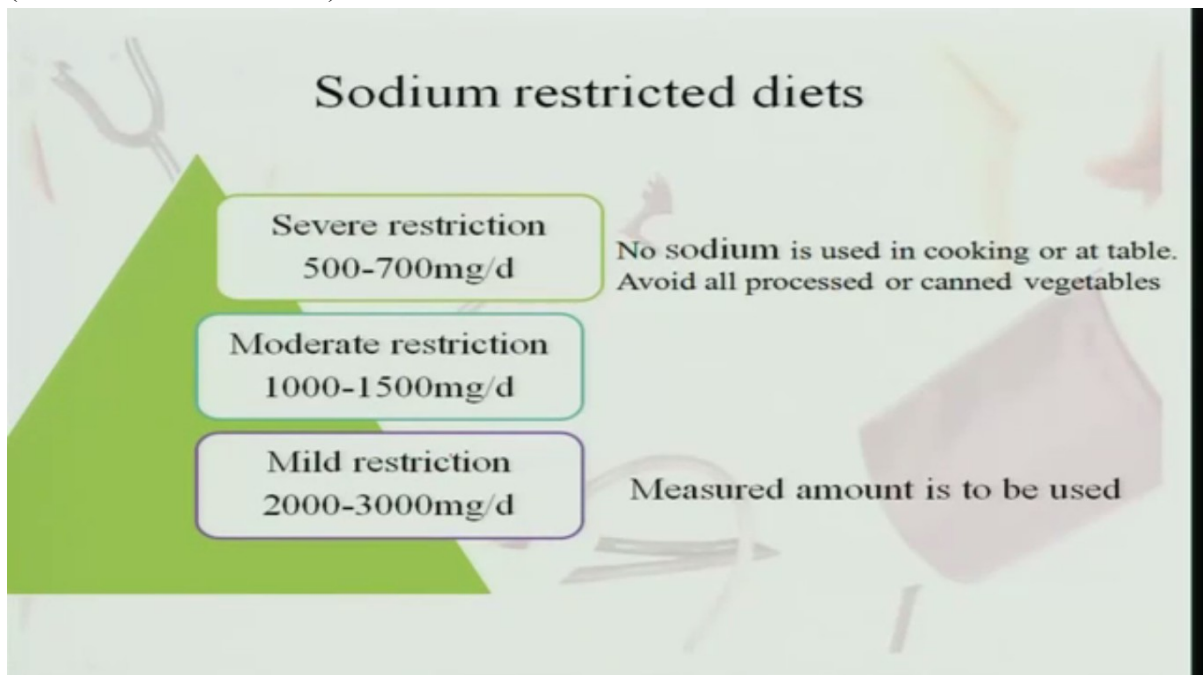 Sodium restricted diets
Severe restriction
500-700mg/d
No sodium is used in cooking or at table.
Avoid all processed or canned vegetables
Moderate restriction
1000-1500mg/d
Mild restriction
2000-3000mg/d
Measured amount is to be used